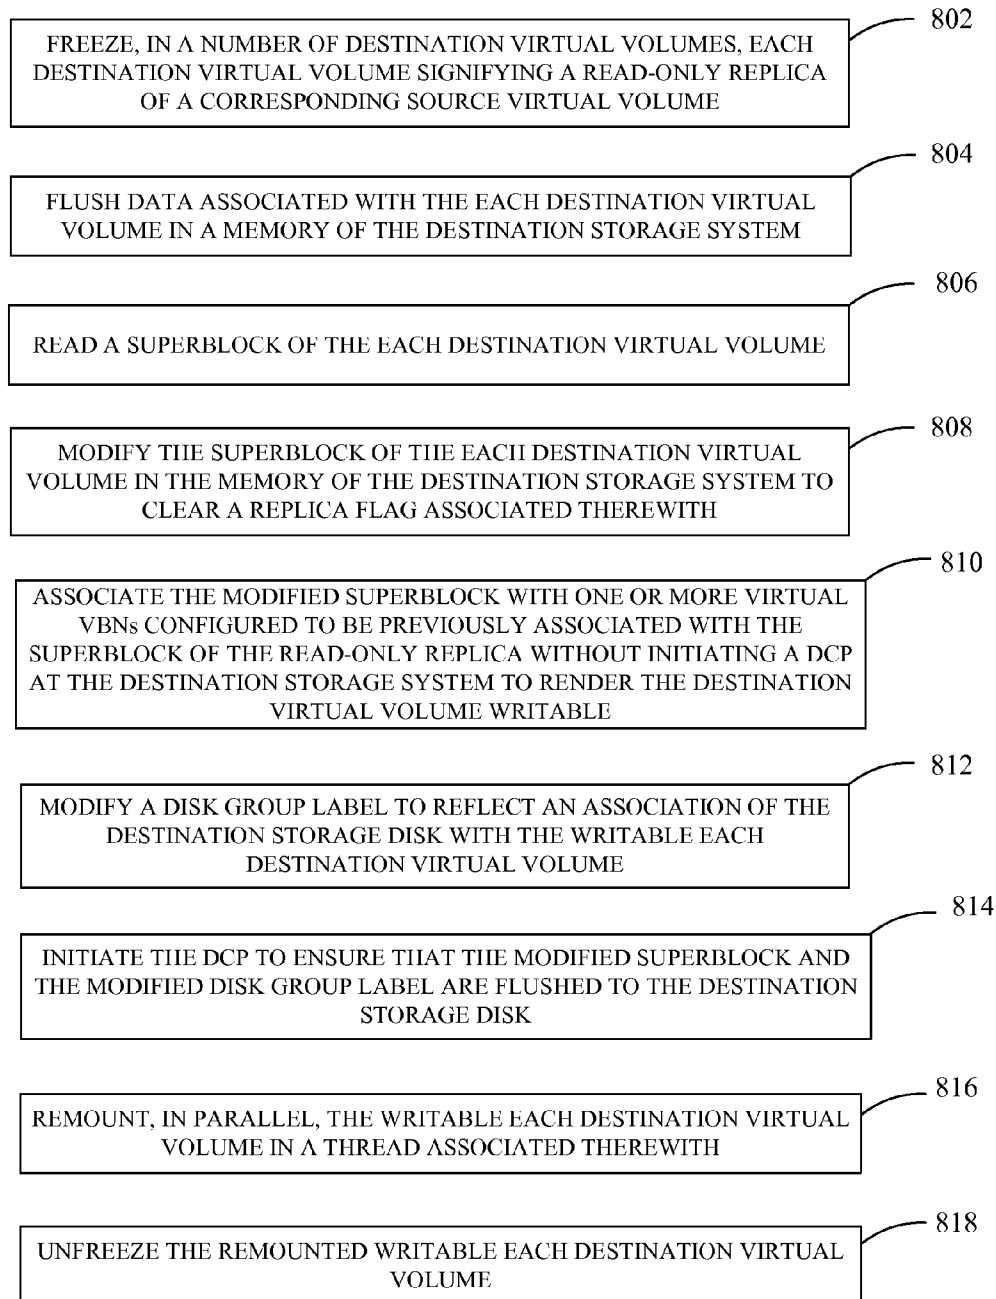 802
FREEZE, IN A NUMBER OF DESTINATION VIRTUAL VOLUMES, EACH
DESTINATION VIRTUAL VOLUME SIGNIFYING A READ-ONLY REPLICA
OF A CORRESPONDING SOURCE VIRTUAL VOLUME
804
FLUSH DATA ASSOCIATED WITH THE EACH DESTINATION VIRTUAL
VOLUME IN A MEMORY OF THE DESTINATION STORAGE SYSTEM
806
READ A SUPERBLOCK OF THE EACH DESTINATION VIRTUAL VOLUME
808
MODIFY THE SUPERBLOCK OF THE EACH DESTINATION VIRTUAL
VOLUME IN THE MEMORY OF THE DESTINATION STORAGE SYSTEM TO
CLEAR A REPLICA FLAG ASSOCIATED THEREWITH
810
ASSOCIATE THE MODIFIED SUPERBLOCK WITH ONE OR MORE VIRTUAL
VBNs CONFIGURED TO BE PREVIOUSLY ASSOCIATED WITH THE
SUPERBLOCK OF THE READ-ONLY REPLICA WITHOUT INITIATING A DCP
AT THE DESTINATION STORAGE SYSTEM TO RENDER THE DESTINATION
VIRTUAL VOLUME WRITABLE
812
MODIFY A DISK GROUP LABEL TO REFLECT AN ASSOCIATION OF THE
DESTINATION STORAGE DISK WITH THE WRITABLE EACH
DESTINATION VIRTUAL VOLUME
814
INITIATE THE DCP TO ENSURE THAT THE MODIFIED SUPERBLOCK AND
THE MODIFIED DISK GROUP LABEL ARE FLUSHED TO THE DESTINATION
STORAGE DISK
816
REMOUNT, IN PARALLEL, THE WRITABLE EACH DESTINATION VIRTUAL
VOLUME IN A THREAD ASSOCIATED THEREWITH
818
UNFREEZE THE REMOUNTED WRITABLE EACH DESTINATION VIRTUAL
VOLUME